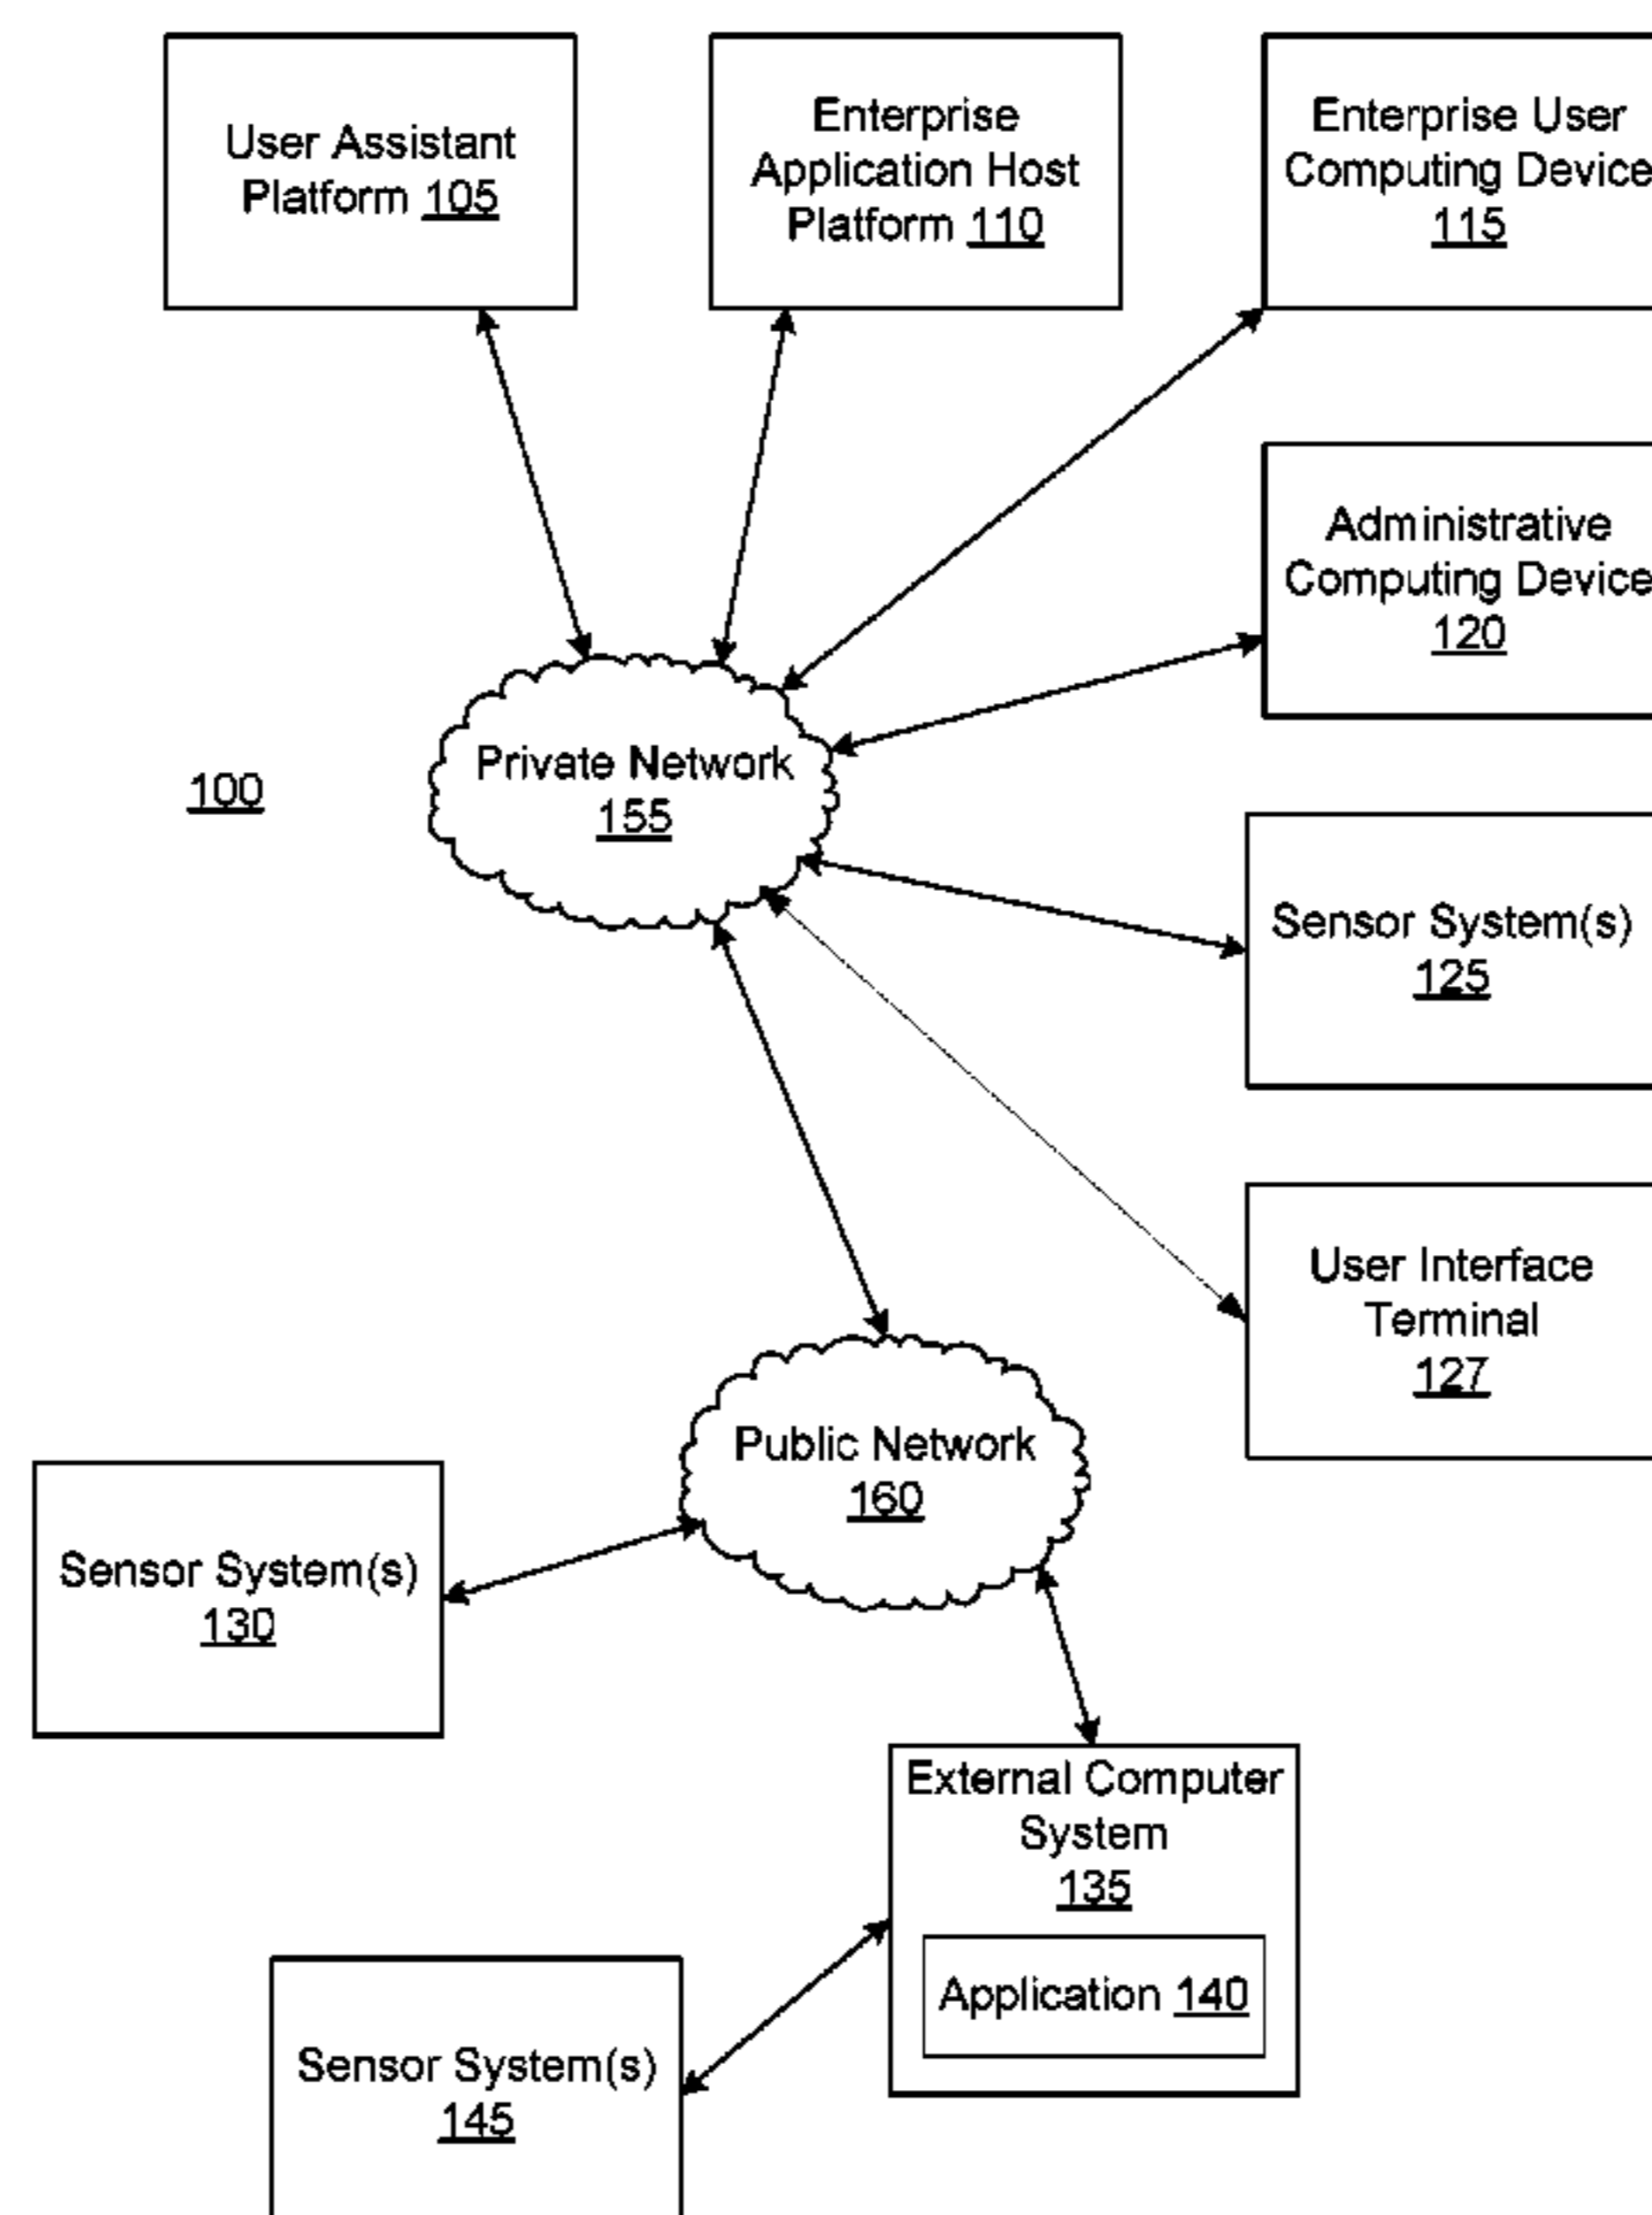 User Assistant
Platform 105
Enterprise
Application Host
Platform 110
Enterprise User
Computing Device
115
Administrative
Computing Device
120
Private Network
155
100
Sensor System(s)
125
User Interface
Terminal
127
Public Network
160
Sensor System(s)
130
External Computer
System
135
Application 140
Sensor System(s)
145